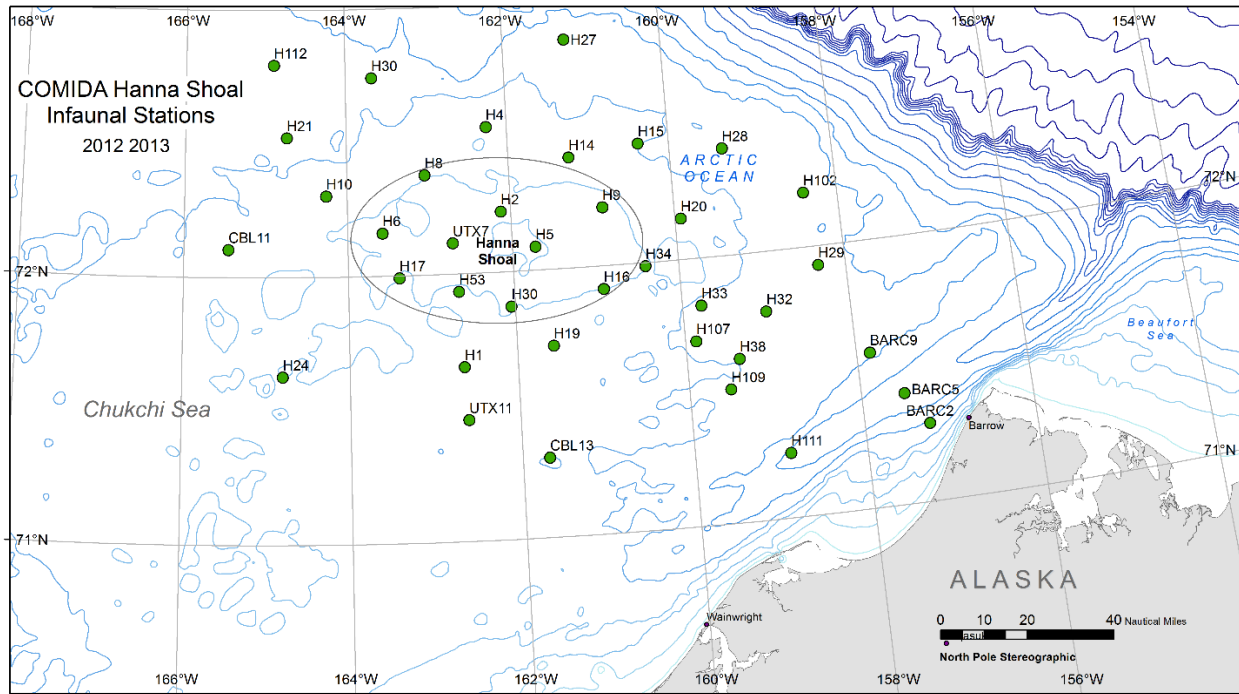 168°W
166°W
164°W
162°W
160°W
158°W
156°W
154°W
COMIDA Hanna Shoal
Infaunal Stations
2012 2013
H112
H30
H27
H21
H4
H14
H15
H28
ARCTIC
OCEAN
H8
H10
H102
72°N
H2
H9
H20
H6
CBL11
UTX7
Hanna
Shoal
H5
72°N
H17
H53
H30
H16
H34
H29
H33
H32
H107
H38
H109
H19
H1
H24
BARC9
Beaufort
Sea
BARC5
BARC2
Barrow
Chukchi Sea
UTX11
CBL13
H111
71°N
71°N
ALASKA
Wainwright
0
10
20
40 Nautical Miles
North Pole Stereographic
168°W
166°W
164°W
162°W
160°W
158°W
156°W